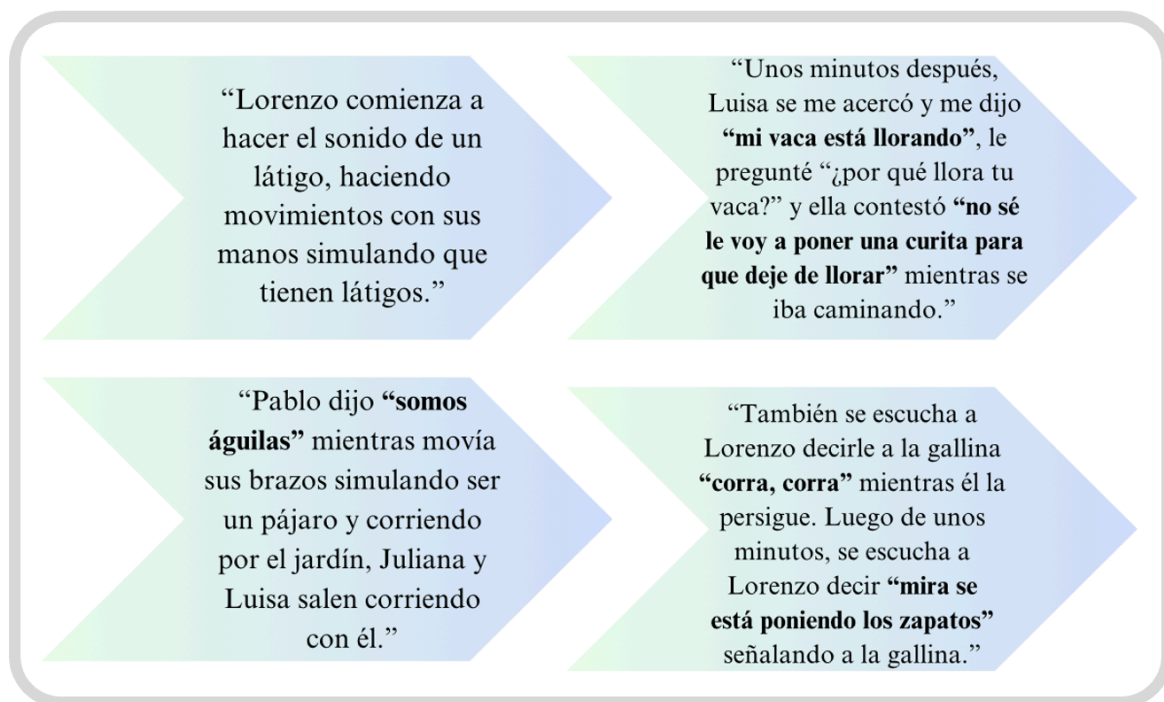 “Lorenzo comienza a
hacer el sonido de un
látigo, haciendo
movimientos con sus
manos simulando que
tienen látigos.”
“Unos minutos después,
Luisa se me acercó y me dijo
“mi vaca está llorando”, le
pregunté “¿por qué llora tu
vaca?” y ella contestó “no sé
le voy a poner una curita para
que deje de llorar” mientras se
iba caminando.”
“Pablo dijo “somos
águilas” mientras movía
sus brazos simulando ser
un pájaro y corriendo
por el jardín, Juliana y
Luisa salen corriendo
con él.”
“También se escucha a
Lorenzo decirle a la gallina
“corra, corra” mientras él la
persigue. Luego de unos
minutos, se escucha a
Lorenzo decir “mira se
está poniendo los zapatos”
señalando a la gallina.”